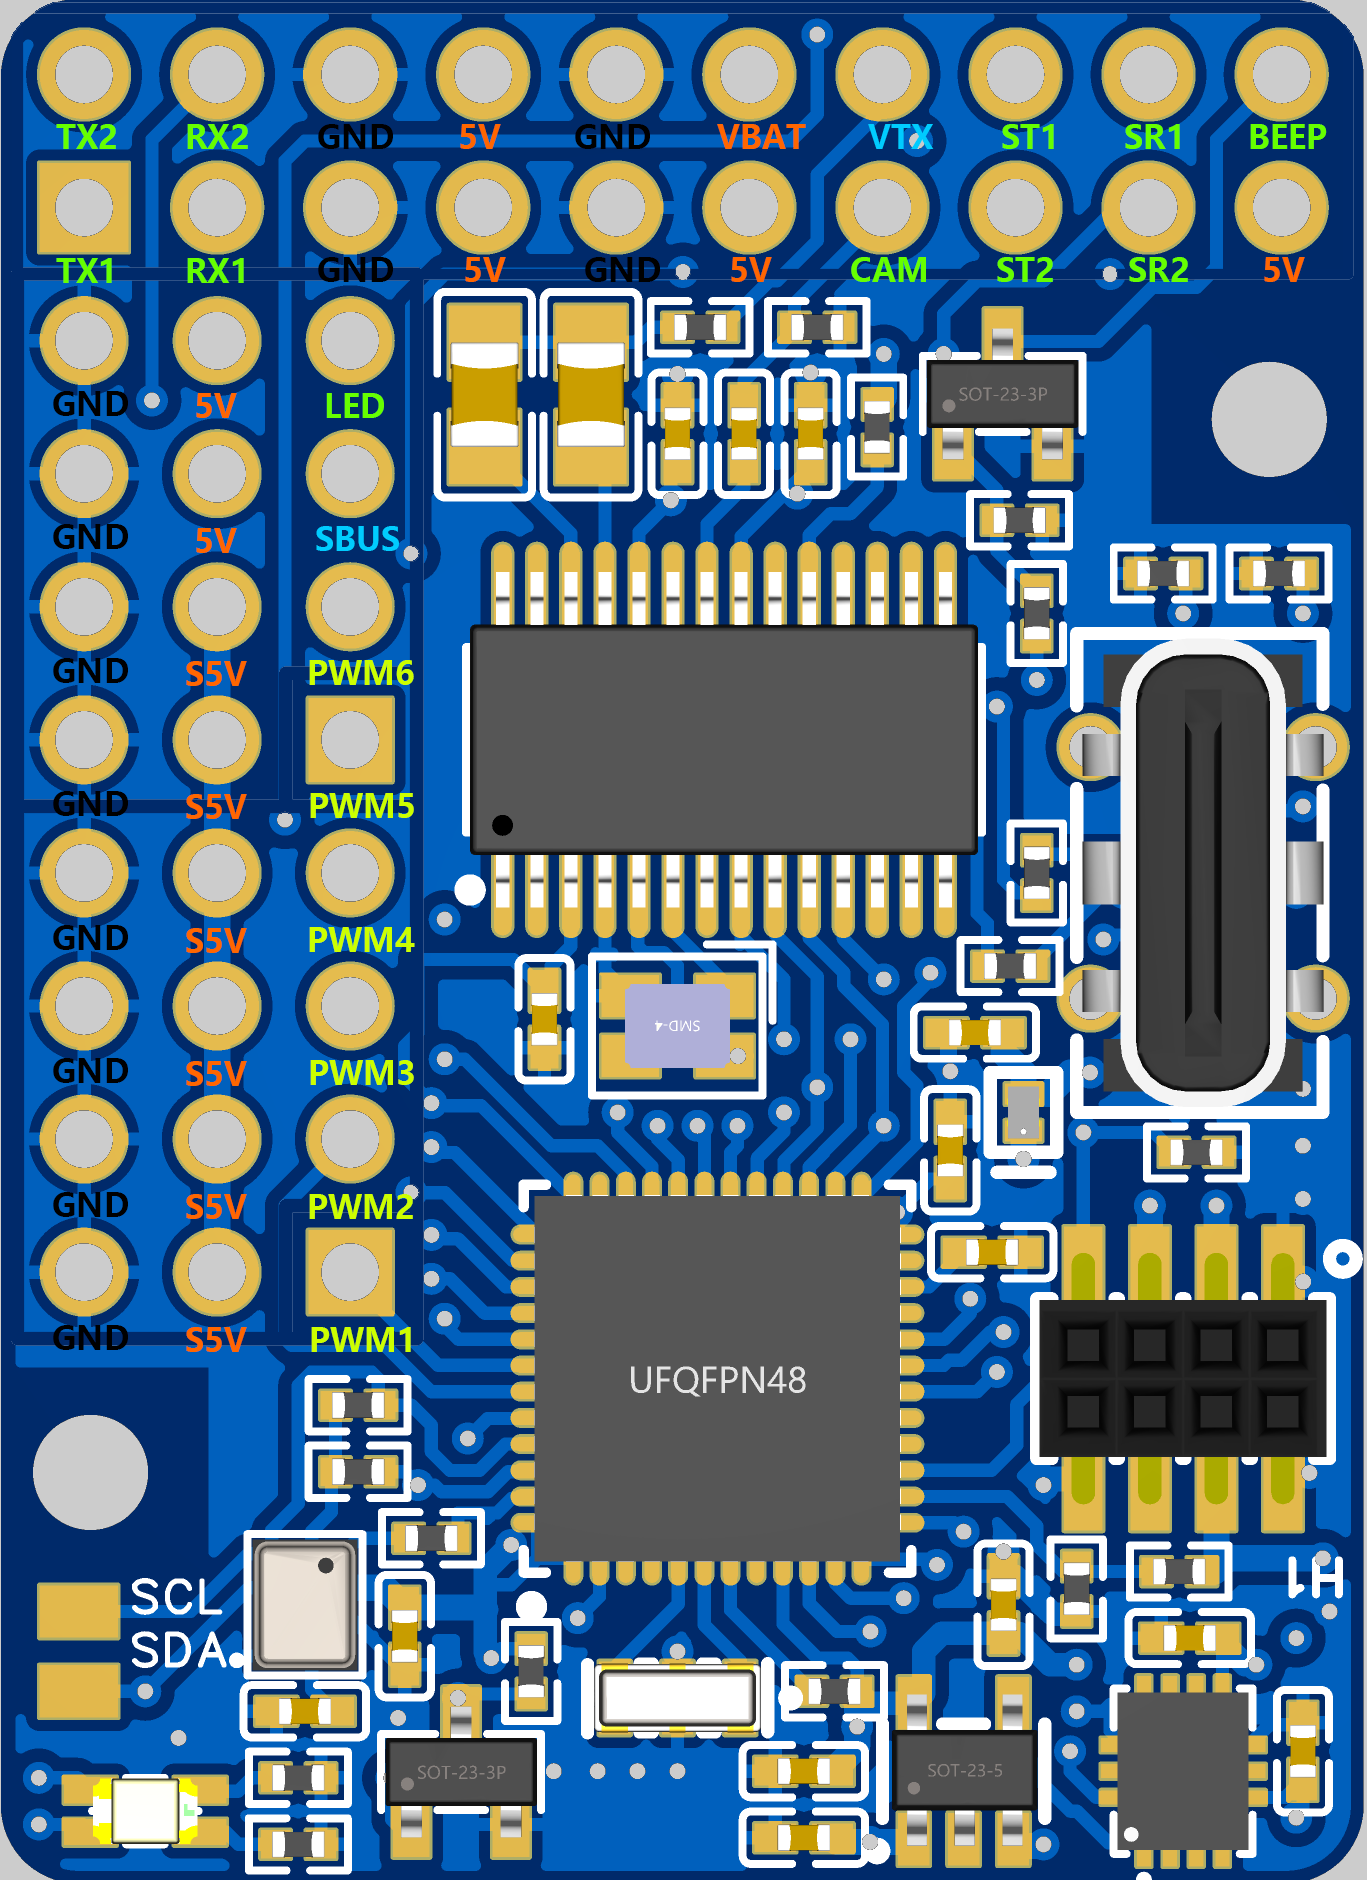 TX2 RX2 GND 5V GND VBAT VTX ST1 SR1 BEEP
TX1 RX1 GND 5V GND 5V CAM ST2 SR2 5V
GND 5V LED
SOT-23-3P
GND 5V SBUS
GND S5V PWM6
GND S5V PWM5
GND S5V PWM4
SMD-4
GND S5V PWM3
GND S5V PWM2
GND S5V PWM1
UFQFPN48
H1
SCL
SDA
SOT-23-3P
SOT-23-5